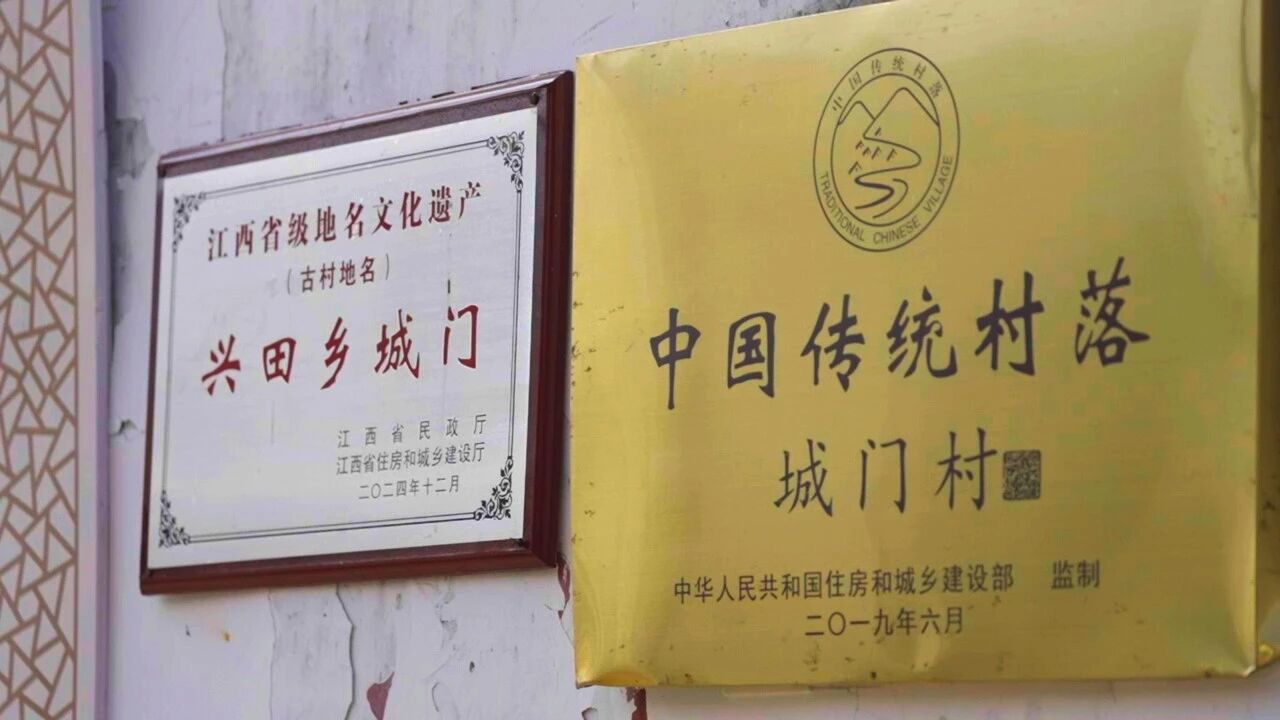 江西省级地名文化遗产
（古村地名）
兴田乡城门
江西省民政厅
江西省住房和城乡建设厅
二〇二四年十二月
中国传统村落
TRADITIONAL CHINESE VILLAGE
中国传统村落
城门村
中华人民共和国住房和城乡建设部 监制
二〇一九年六月